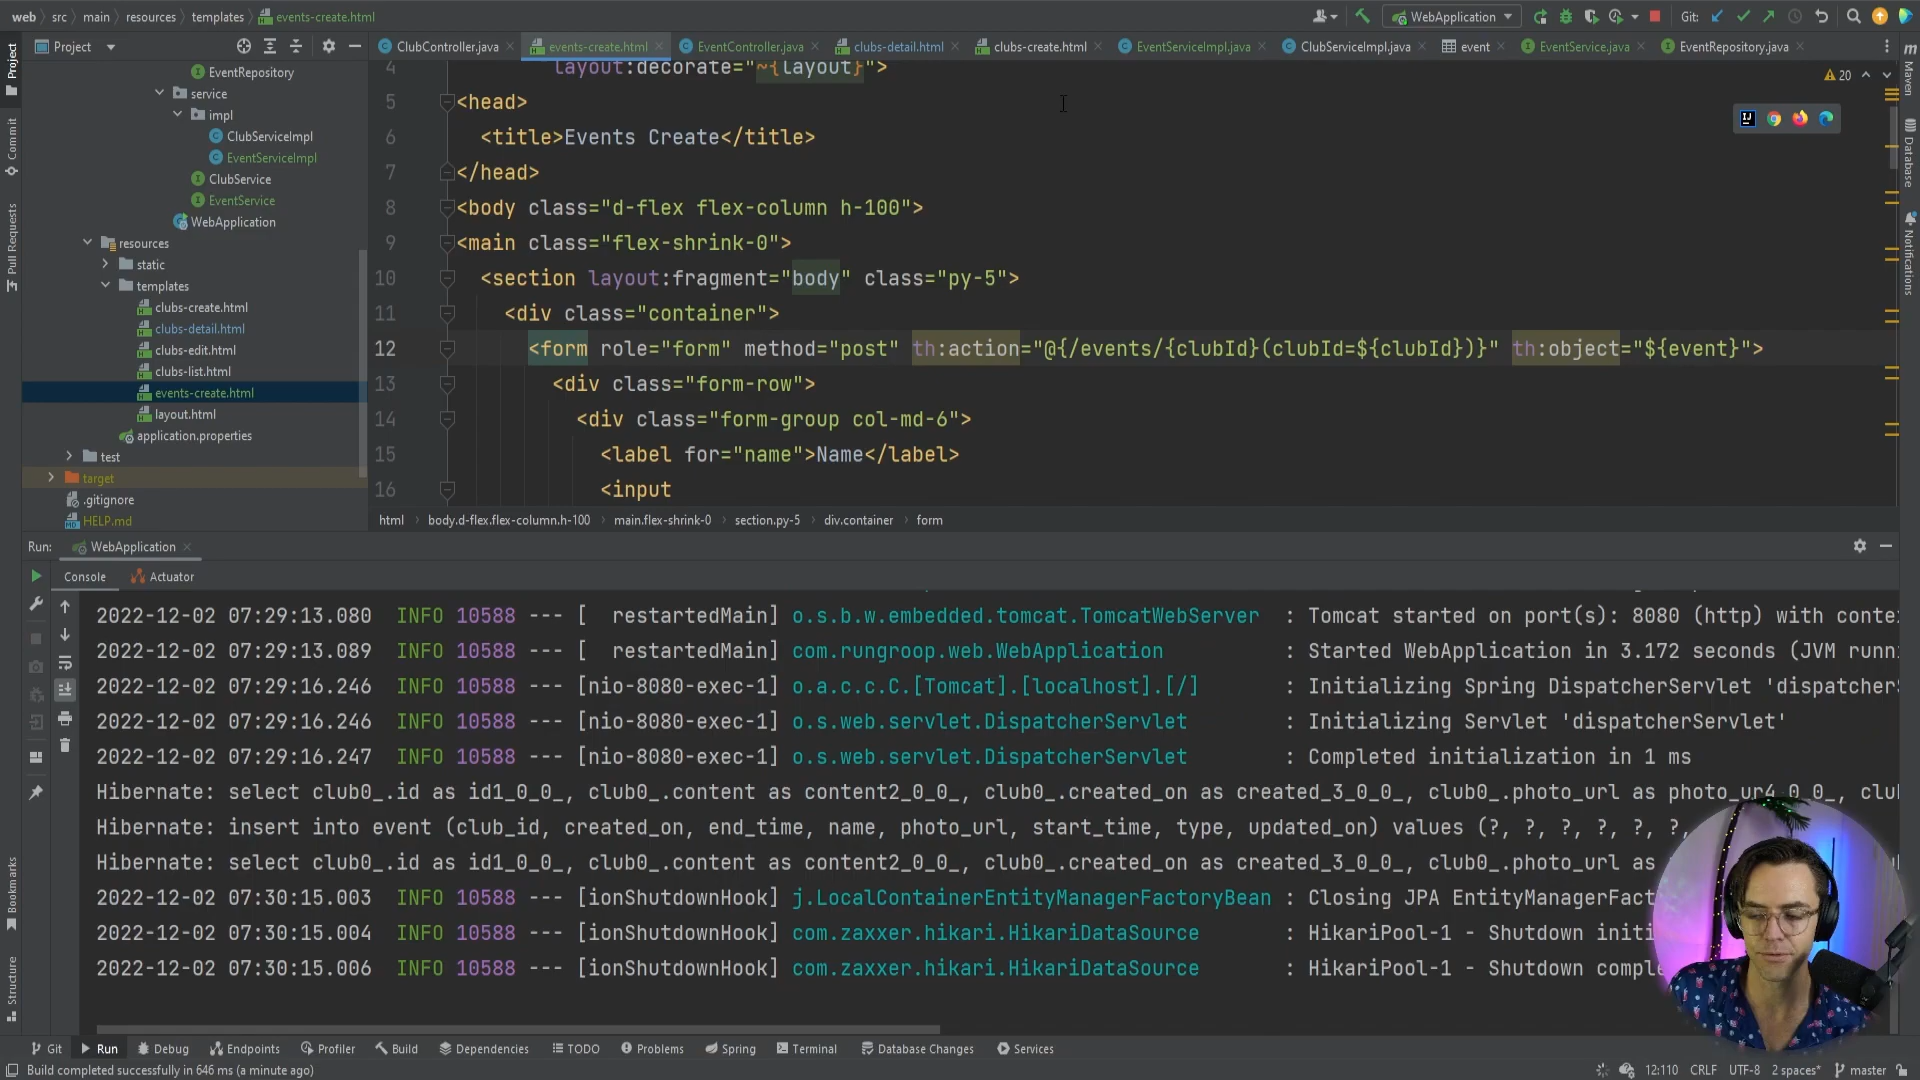 web src main resources templates events-create.html
WebApplication Git:
Project
ClubController.java events-create.html EventController.java clubs-detail.html clubs-create.html EventServiceImpl.java ClubServiceImpl.java event EventService.java EventRepository.java
EventRepository
service
impl
ClubServiceImpl
EventServiceImpl
ClubService
EventService
WebApplication
resources
static
templates
clubs-create.html
clubs-detail.html
clubs-edit.html
clubs-list.html
events-create.html
layout.html
application.properties
test
target
.gitignore
HELP.md
20
4 layout:decorate="~{layout}">
5 <head>
6 <title>Events Create</title>
7 </head>
8 <body class="d-flex flex-column h-100">
9 <main class="flex-shrink-0">
10 <section layout:fragment="body" class="py-5">
11 <div class="container">
12 <form role="form" method="post" th:action="@{/events/{clubId}(clubId=${clubId})}" th:object="${event}">
13 <div class="form-row">
14 <div class="form-group col-md-6">
15 <label for="name">Name</label>
16 <input
html body.d-flex.flex-column.h-100 main.flex-shrink-0 section.py-5 div.container form
Project
Commit
Pull Requests
Bookmarks
Structure
Maven
Database
Notifications
Run: WebApplication
Console Actuator
2022-12-02 07:29:13.080 INFO 10588 --- [ restartedMain] o.s.b.w.embedded.tomcat.TomcatWebServer : Tomcat started on port(s): 8080 (http) with conte
2022-12-02 07:29:13.089 INFO 10588 --- [ restartedMain] com.rungroop.web.WebApplication : Started WebApplication in 3.172 seconds (JVM runn
2022-12-02 07:29:16.246 INFO 10588 --- [nio-8080-exec-1] o.a.c.c.C.[Tomcat].[localhost].[/] : Initializing Spring DispatcherServlet 'dispatcher
2022-12-02 07:29:16.246 INFO 10588 --- [nio-8080-exec-1] o.s.web.servlet.DispatcherServlet : Initializing Servlet 'dispatcherServlet'
2022-12-02 07:29:16.247 INFO 10588 --- [nio-8080-exec-1] o.s.web.servlet.DispatcherServlet : Completed initialization in 1 ms
Hibernate: select club0_.id as id1_0_0_, club0_.content as content2_0_0_, club0_.created_on as created_3_0_0_, club0_.photo_url as photo_ur4_0_0_, clu
Hibernate: insert into event (club_id, created_on, end_time, name, photo_url, start_time, type, updated_on) values (?, ?, ?, ?, ?, ?,
Hibernate: select club0_.id as id1_0_0_, club0_.content as content2_0_0_, club0_.created_on as created_3_0_0_, club0_.photo_url as
2022-12-02 07:30:15.003 INFO 10588 --- [ionShutdownHook] j.LocalContainerEntityManagerFactoryBean : Closing JPA EntityManagerFact
2022-12-02 07:30:15.004 INFO 10588 --- [ionShutdownHook] com.zaxxer.hikari.HikariDataSource : HikariPool-1 - Shutdown initi
2022-12-02 07:30:15.006 INFO 10588 --- [ionShutdownHook] com.zaxxer.hikari.HikariDataSource : HikariPool-1 - Shutdown comple
Git Run Debug Endpoints Profiler Build Dependencies TODO Problems Spring Terminal Database Changes Services
Build completed successfully in 646 ms (a minute ago) 12:110 CRLF UTF-8 2 spaces* master